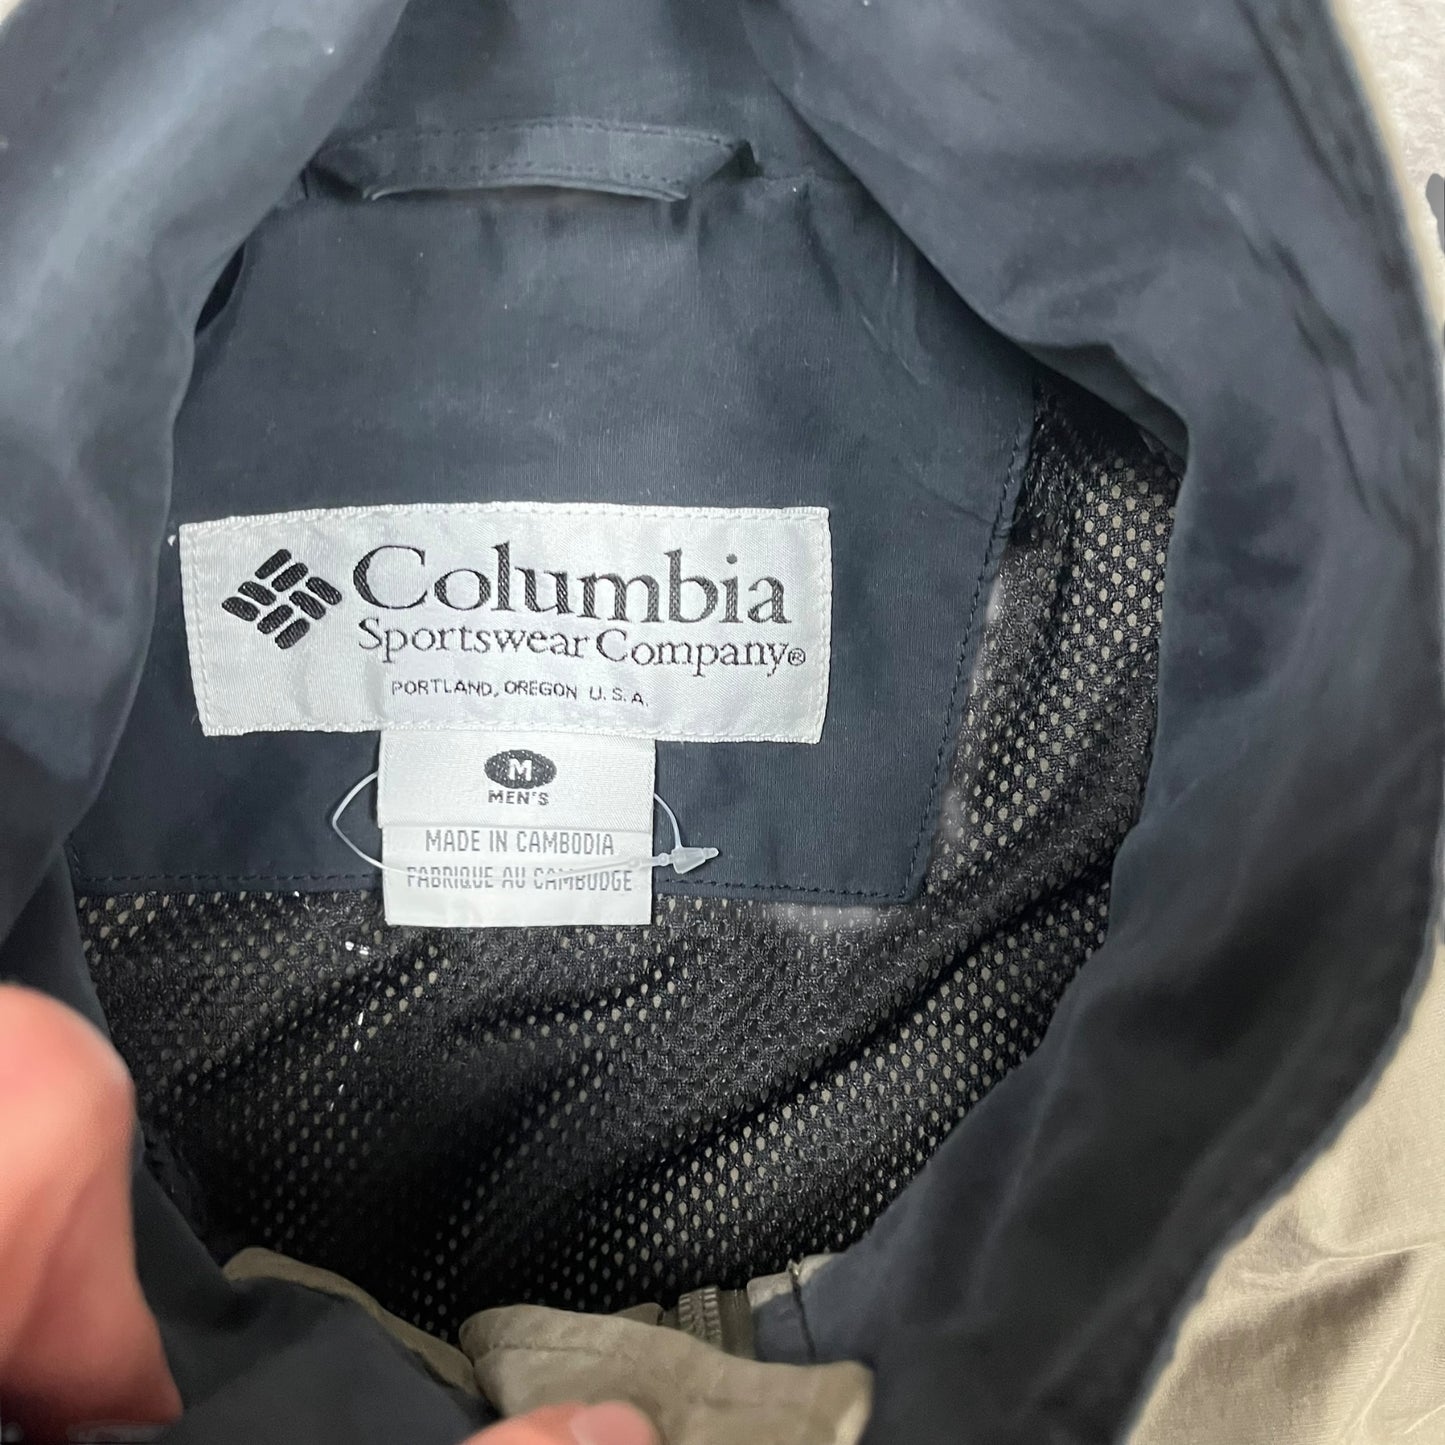 Columbia
Sportswear Company®
PORTLAND, OREGON U.S.A.
M
MEN'S
MADE IN CAMBODIA
FABRIQUE AU CAMBODGE